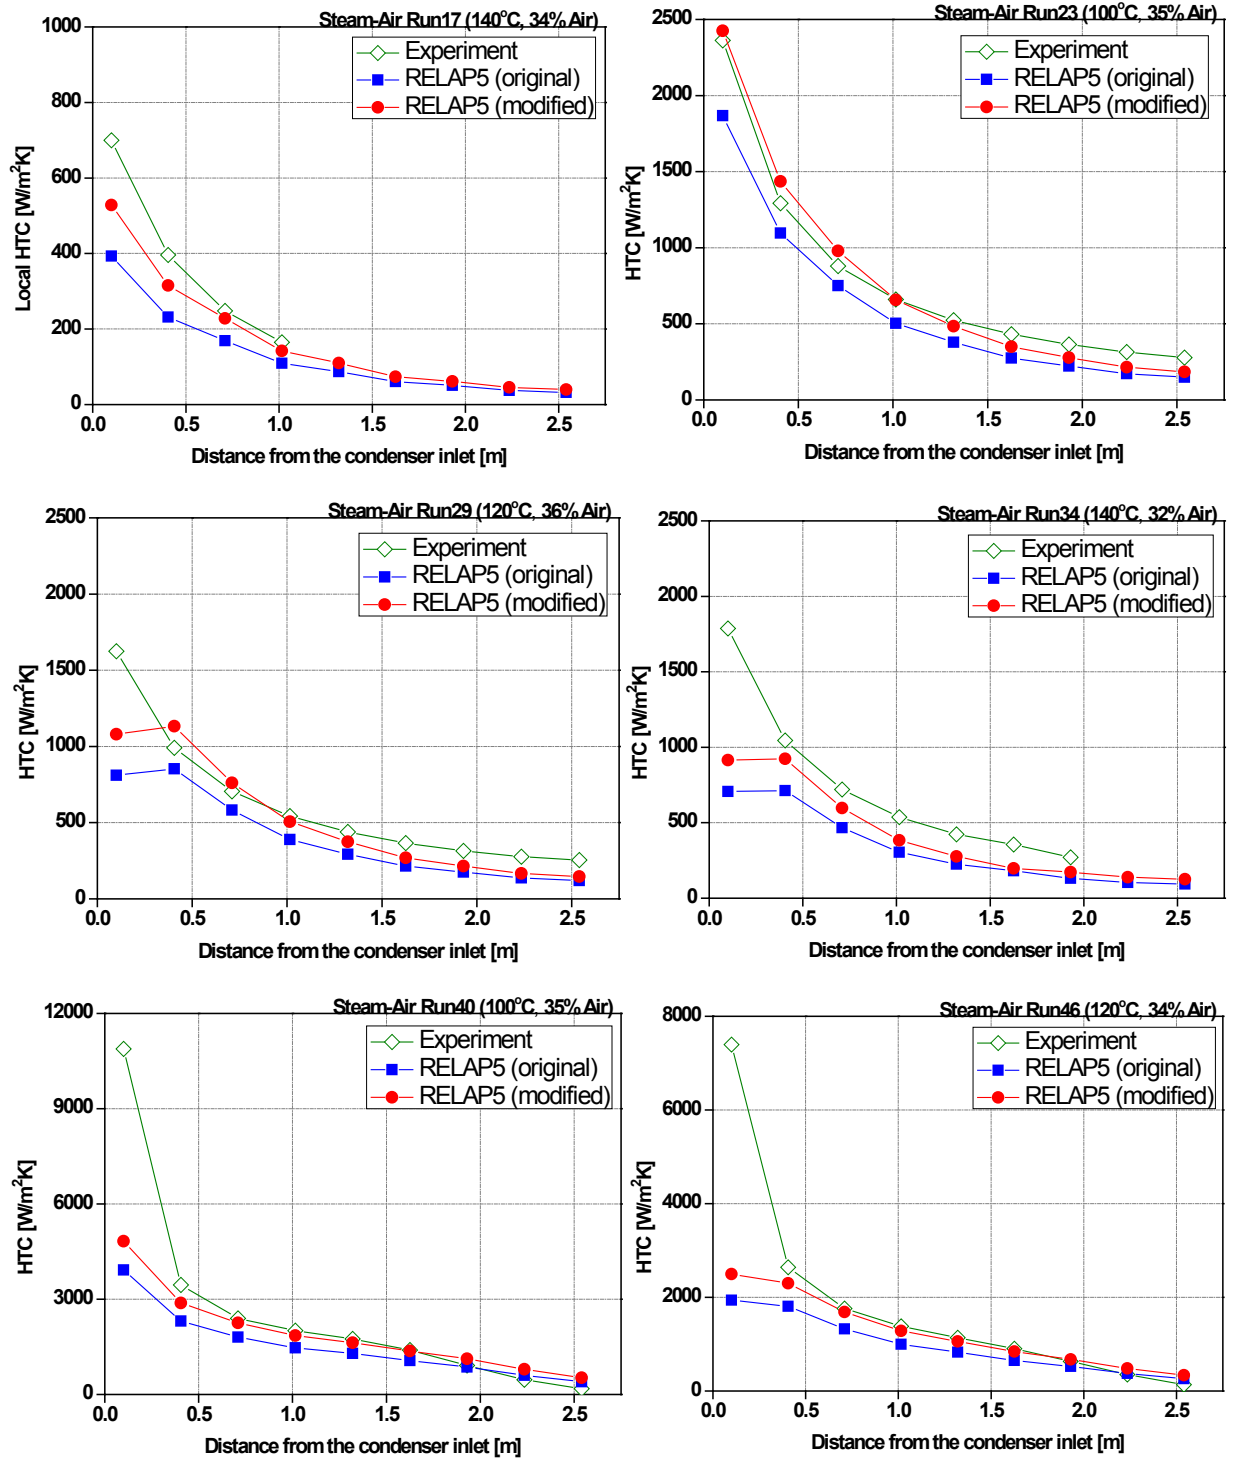 Steam-Air Run17 (140°C, 34% Air)
1000
800
600
400
200
0
Local HTC [W/m²K]
Experiment
RELAP5 (original)
RELAP5 (modified)
0.0 0.5 1.0 1.5 2.0 2.5
Distance from the condenser inlet [m]
Steam-Air Run23 (100°C, 35% Air)
2500
2000
1500
1000
500
0
HTC [W/m²K]
Experiment
RELAP5 (original)
RELAP5 (modified)
0.0 0.5 1.0 1.5 2.0 2.5
Distance from the condenser inlet [m]
Steam-Air Run29 (120°C, 36% Air)
2500
2000
1500
1000
500
0
HTC [W/m²K]
Experiment
RELAP5 (original)
RELAP5 (modified)
0.0 0.5 1.0 1.5 2.0 2.5
Distance from the condenser inlet [m]
Steam-Air Run34 (140°C, 32% Air)
2500
2000
1500
1000
500
0
HTC [W/m²K]
Experiment
RELAP5 (original)
RELAP5 (modified)
0.0 0.5 1.0 1.5 2.0 2.5
Distance from the condenser inlet [m]
Steam-Air Run40 (100°C, 35% Air)
12000
9000
6000
3000
0
HTC [W/m²K]
Experiment
RELAP5 (original)
RELAP5 (modified)
0.0 0.5 1.0 1.5 2.0 2.5
Distance from the condenser inlet [m]
Steam-Air Run46 (120°C, 34% Air)
8000
6000
4000
2000
0
HTC [W/m²K]
Experiment
RELAP5 (original)
RELAP5 (modified)
0.0 0.5 1.0 1.5 2.0 2.5
Distance from the condenser inlet [m]